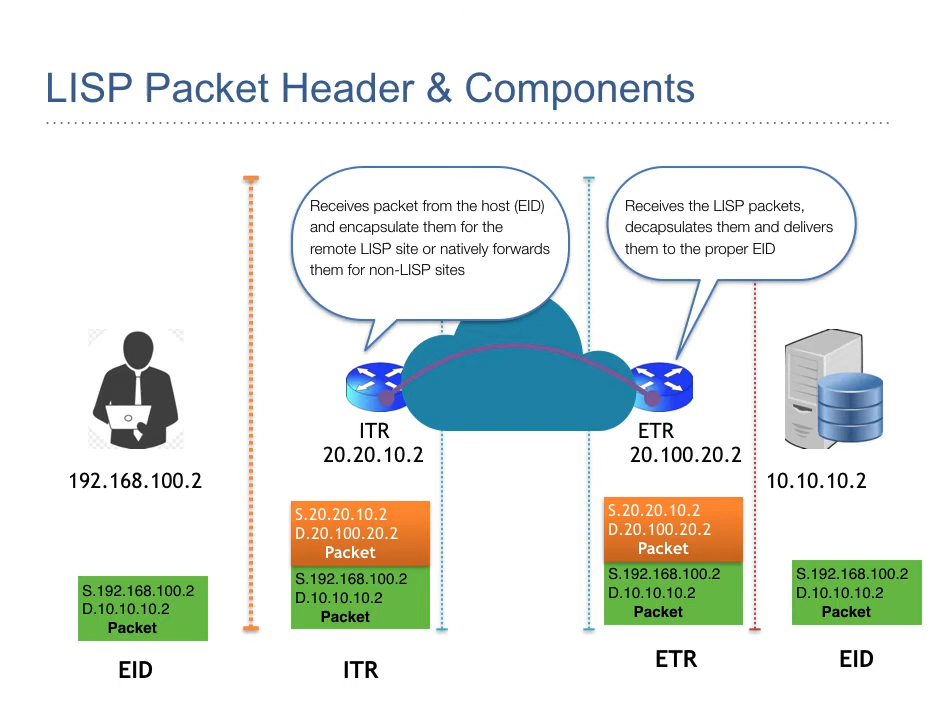 LISP Packet Header & Components
Receives packet from the host (EID)
and encapsulate them for the
remote LISP site or natively forwards
them for non-LISP sites
Receives the LISP packets,
decapsulates them and delivers
them to the proper EID
ITR
20.20.10.2
ETR
20.100.20.2
192.168.100.2
10.10.10.2
S.192.168.100.2
D.10.10.10.2
Packet
EID
S.20.20.10.2
D.20.100.20.2
Packet
S.192.168.100.2
D.10.10.10.2
Packet
ITR
S.20.20.10.2
D.20.100.20.2
Packet
S.192.168.100.2
D.10.10.10.2
Packet
ETR
S.192.168.100.2
D.10.10.10.2
Packet
EID